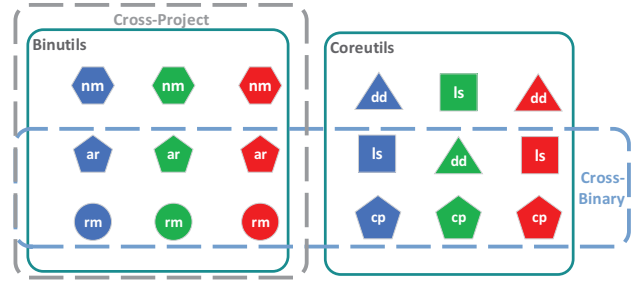 Cross-Project
Binutils
Coreutils
nm nm nm
dd ls dd
ar ar ar
ls dd ls
rm rm rm
cp cp cp
Cross-
Binary